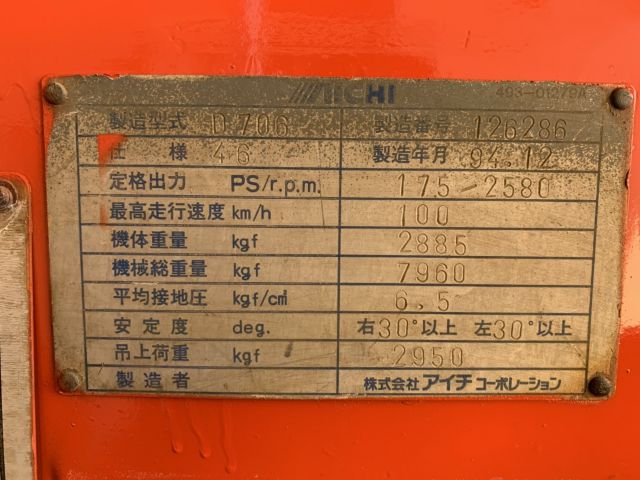 AICHI
493-01279A
製造型式 D706 製造番号 126286
仕様 46 製造年月 94.12
定格出力 PS/r.p.m. 175-2580
最高走行速度 km/h 100
機体重量 kgf 2885
機械総重量 kgf 7960
平均接地圧 kgf/c㎡ 6.5
安定度 deg. 右30°以上 左30°以上
吊上荷重 kgf 2950
製造者 株式会社アイチコーポレーション